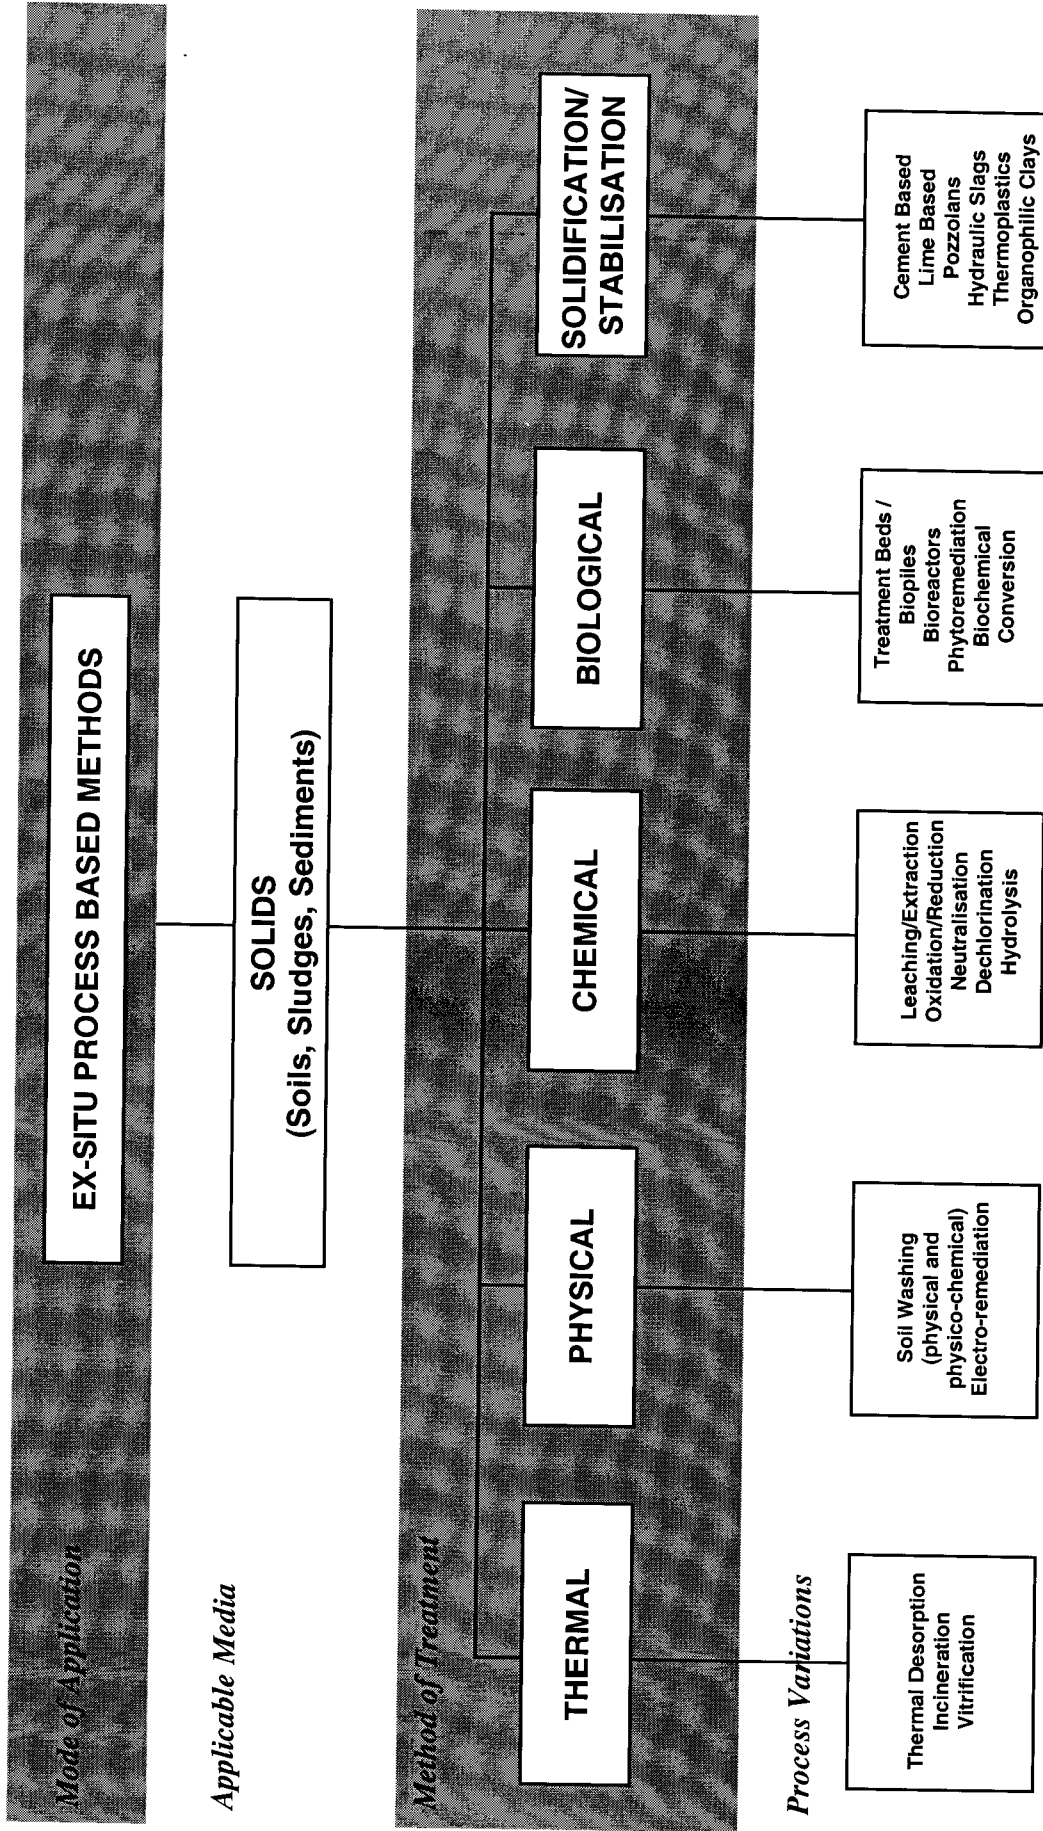 Mode of Application
EX-SITU PROCESS BASED METHODS
Applicable Media
SOLIDS
(Soils, Sludges, Sediments)
Method of Treatment
THERMAL
PHYSICAL
CHEMICAL
BIOLOGICAL
SOLIDIFICATION/
STABILISATION
Process Variations
Thermal Desorption
Incineration
Vitrification
Soil Washing
(physical and
physico-chemical)
Electro-remediation
Leaching/Extraction
Oxidation/Reduction
Neutralisation
Dechlorination
Hydrolysis
Treatment Beds /
Biopiles
Bioreactors
Phytoremediation
Biochemical
Conversion
Cement Based
Lime Based
Pozzolans
Hydraulic Slags
Thermoplastics
Organophilic Clays